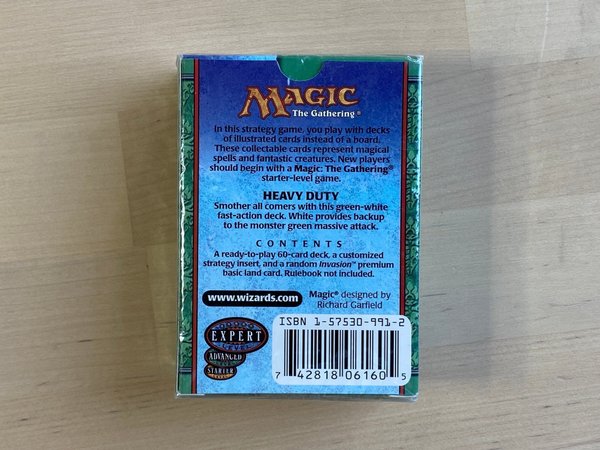 MAGIC
The Gathering®
In this strategy game, you play with decks
of illustrated cards instead of a board.
These collectable cards represent magical
spells and fantastic creatures. New players
should begin with a Magic: The Gathering®
starter-level game.
HEAVY DUTY
Smother all comers with this green-white
fast-action deck. White provides backup
to the monster green massive attack.
CONTENTS
A ready-to-play 60-card deck, a customized
strategy insert, and a random Invasion™ premium
basic land card. Rulebook not included.
www.wizards.com
Magic® designed by
Richard Garfield
EXPERT
LEVEL
ADVANCED
STARTER
LEVEL
ISBN 1-57530-991-2
7 42818 06160 5